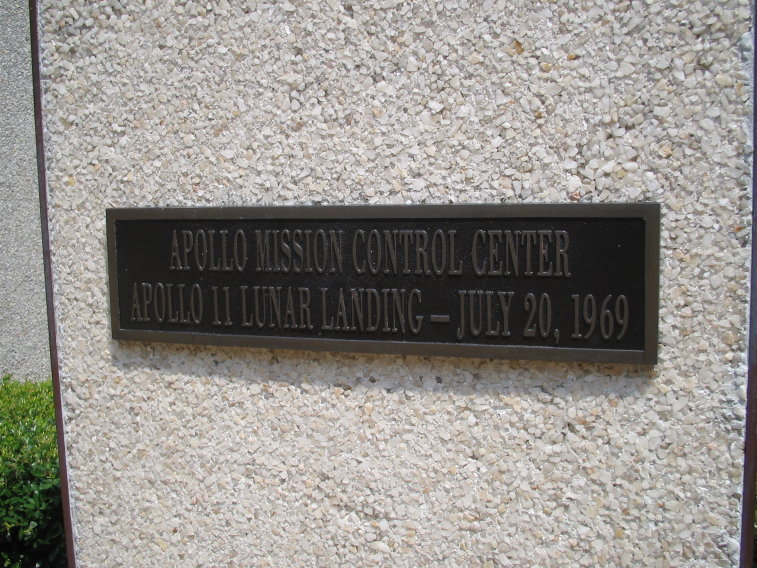 APOLLO MISSION CONTROL CENTER
APOLLO 11 LUNAR LANDING – JULY 20, 1969